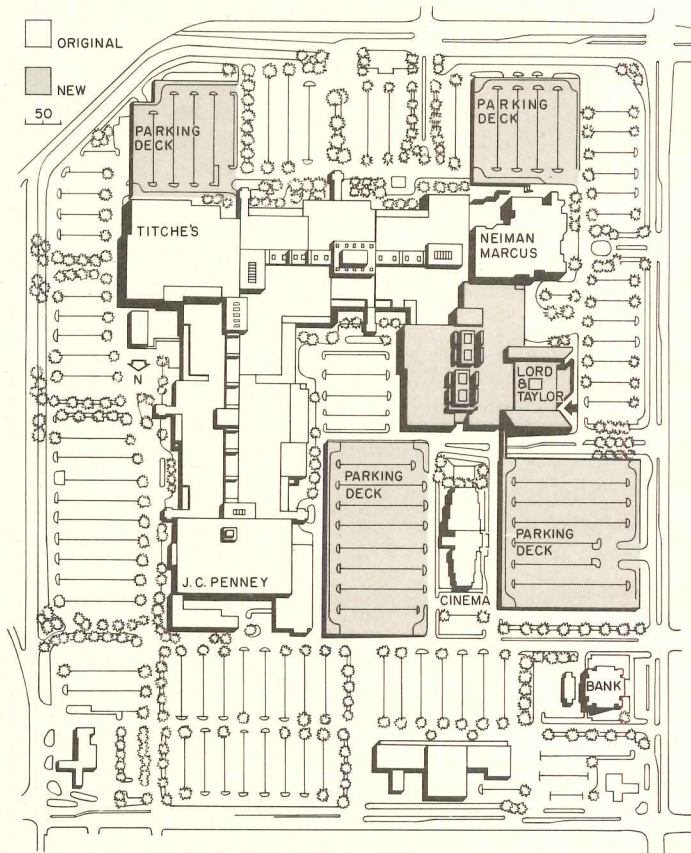 ORIGINAL
NEW
50
PARKING
DECK
PARKING
DECK
TITCHE'S
NEIMAN
MARCUS
N
LORD
&
TAYLOR
PARKING
DECK
PARKING
DECK
J.C. PENNEY
CINEMA
BANK